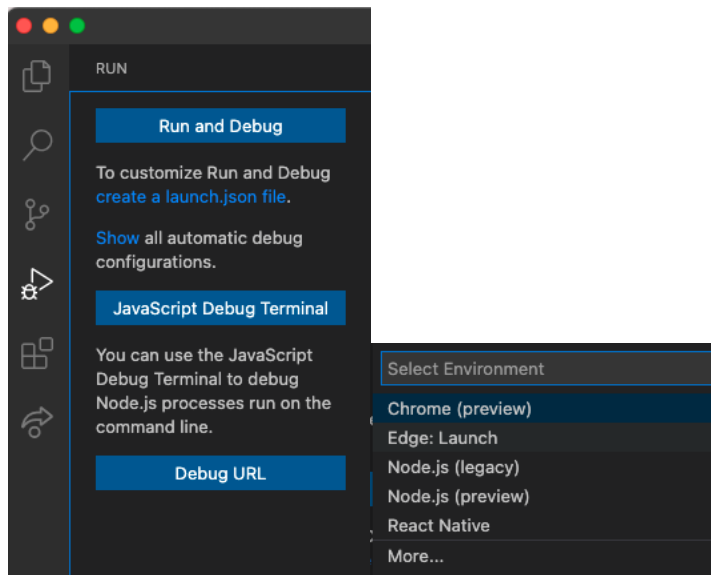 RUN
Run and Debug
To customize Run and Debug
create a launch.json file.
Show all automatic debug
configurations.
JavaScript Debug Terminal
You can use the JavaScript
Debug Terminal to debug
Node.js processes run on the
command line.
Debug URL
Select Environment
Chrome (preview)
Edge: Launch
Node.js (legacy)
Node.js (preview)
React Native
More...